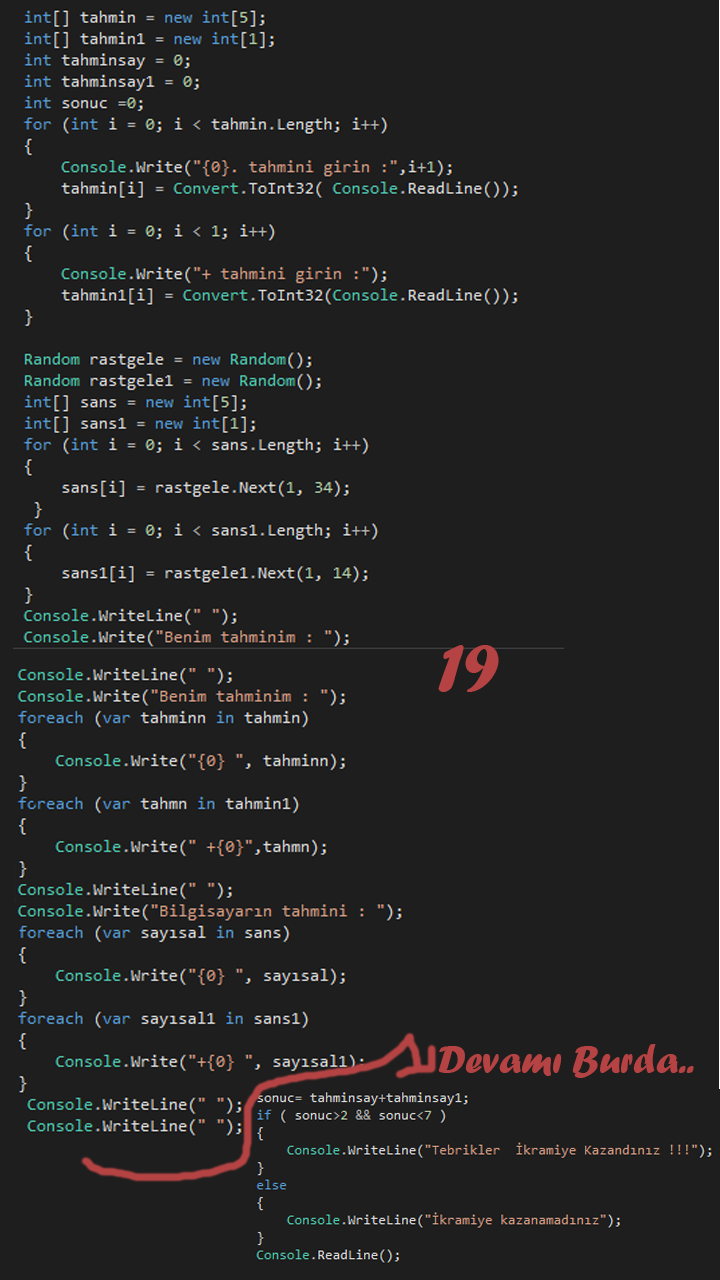 int[] tahmin = new int[5];
int[] tahmin1 = new int[1];
int tahminsay = 0;
int tahminsay1 = 0;
int sonuc =0;
for (int i = 0; i < tahmin.Length; i++)
{
    Console.Write("{0}. tahmini girin :",i+1);
    tahmin[i] = Convert.ToInt32( Console.ReadLine());
}
for (int i = 0; i < 1; i++)
{
    Console.Write("+ tahmini girin :");
    tahmin1[i] = Convert.ToInt32(Console.ReadLine());
}
Random rastgele = new Random();
Random rastgele1 = new Random();
int[] sans = new int[5];
int[] sans1 = new int[1];
for (int i = 0; i < sans.Length; i++)
{
    sans[i] = rastgele.Next(1, 34);
 }
for (int i = 0; i < sans1.Length; i++)
{
    sans1[i] = rastgele1.Next(1, 14);
}
Console.WriteLine(" ");
Console.Write("Benim tahminim : ");
19
Console.WriteLine(" ");
Console.Write("Benim tahminim : ");
foreach (var tahminn in tahmin)
{
    Console.Write("{0} ", tahminn);
}
foreach (var tahmn in tahmin1)
{
    Console.Write(" +{0}",tahmn);
}
Console.WriteLine(" ");
Console.Write("Bilgisayarın tahmini : ");
foreach (var sayısal in sans)
{
    Console.Write("{0} ", sayısal);
}
foreach (var sayısal1 in sans1)
{
    Console.Write("+{0} ", sayısal1);
}
Console.WriteLine(" ");
Console.WriteLine(" ");
Devamı Burda..
sonuc= tahminsay+tahminsay1;
if ( sonuc>2 && sonuc<7 )
{
    Console.WriteLine("Tebrikler  İkramiye Kazandınız !!!");
}
else
{
    Console.WriteLine("İkramiye kazanamadınız");
}
Console.ReadLine();